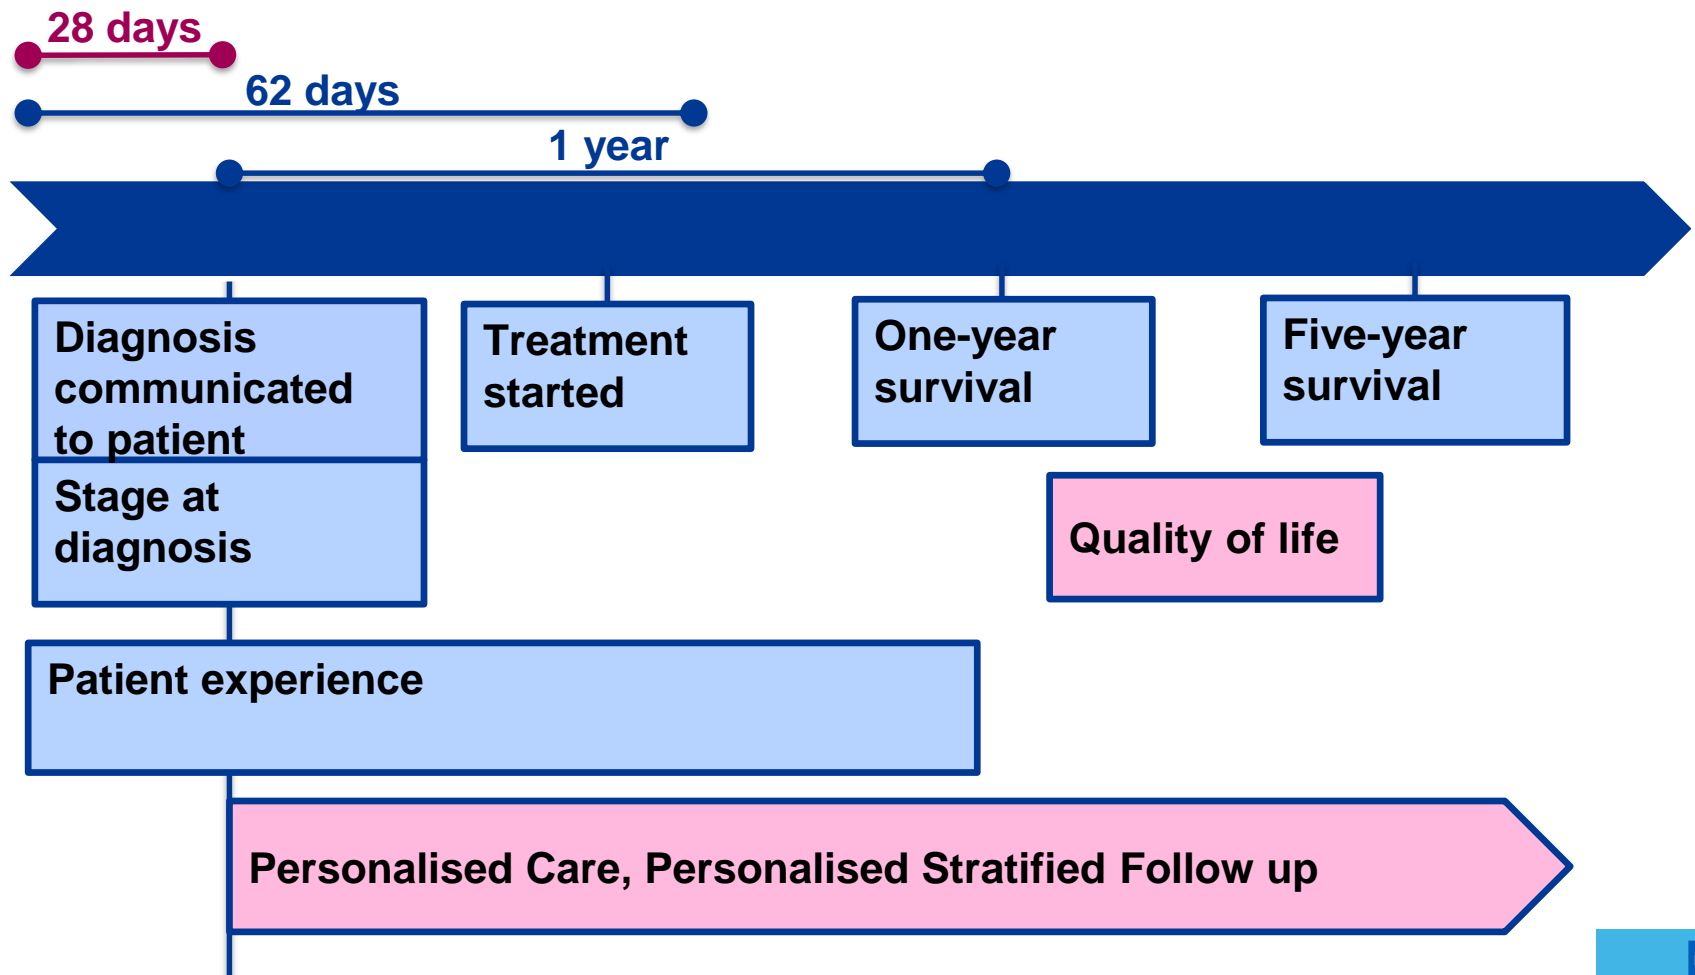 28 days
62 days
1 year
Diagnosis
communicated
to patient
Treatment
started
One-year
survival
Five-year
survival
Stage at
diagnosis
Quality of life
Patient experience
Personalised Care, Personalised Stratified Follow up